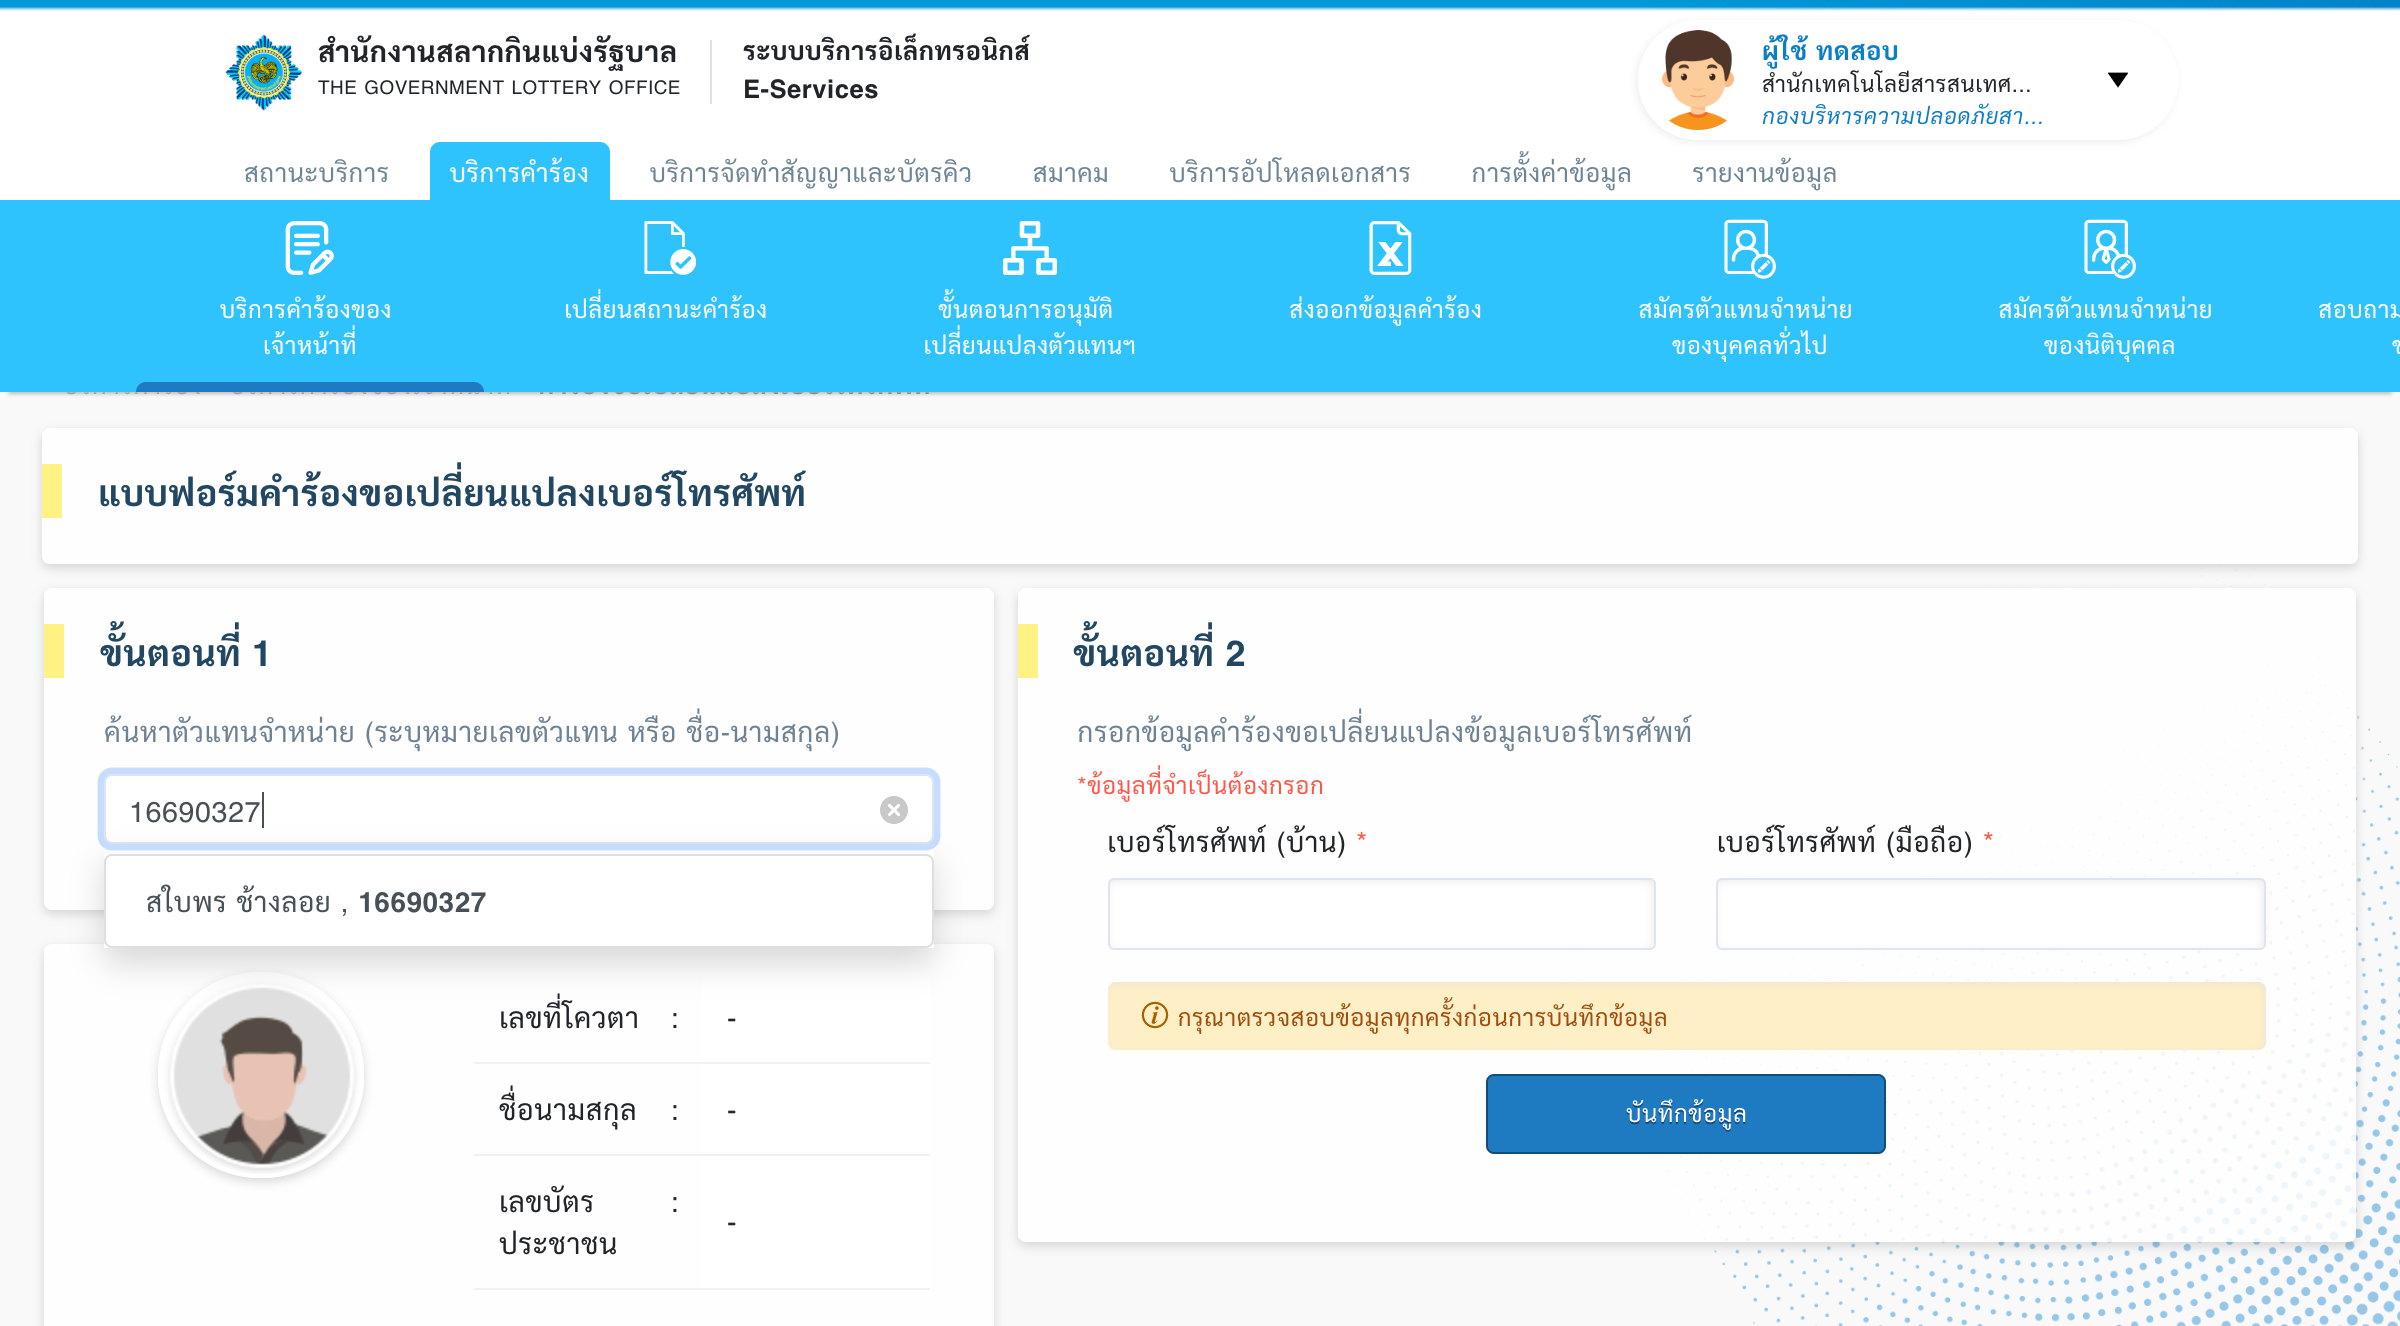 สำนักงานสลากกินแบ่งรัฐบาล
THE GOVERNMENT LOTTERY OFFICE
ระบบบริการอิเล็กทรอนิกส์
E-Services
ผู้ใช้ ทดสอบ
สำนักเทคโนโลยีสารสนเทศ...
กองบริหารความปลอดภัยสา...
สถานะบริการ
บริการคำร้อง
บริการจัดทำสัญญาและบัตรคิว
สมาคม
บริการอัปโหลดเอกสาร
การตั้งค่าข้อมูล
รายงานข้อมูล
บริการคำร้องของ
เจ้าหน้าที่
เปลี่ยนสถานะคำร้อง
ขั้นตอนการอนุมัติ
เปลี่ยนแปลงตัวแทนฯ
ส่งออกข้อมูลคำร้อง
สมัครตัวแทนจำหน่าย
ของบุคคลทั่วไป
สมัครตัวแทนจำหน่าย
ของนิติบุคคล
แบบฟอร์มคำร้องขอเปลี่ยนแปลงเบอร์โทรศัพท์
ขั้นตอนที่ 1
ค้นหาตัวแทนจำหน่าย (ระบุหมายเลขตัวแทน หรือ ชื่อ-นามสกุล)
16690327
สใบพร ช้างลอย , 16690327
เลขที่โควตา : -
ชื่อนามสกุล : -
เลขบัตร : -
ประชาชน
ขั้นตอนที่ 2
กรอกข้อมูลคำร้องขอเปลี่ยนแปลงข้อมูลเบอร์โทรศัพท์
*ข้อมูลที่จำเป็นต้องกรอก
เบอร์โทรศัพท์ (บ้าน) *
เบอร์โทรศัพท์ (มือถือ) *
กรุณาตรวจสอบข้อมูลทุกครั้งก่อนการบันทึกข้อมูล
บันทึกข้อมูล